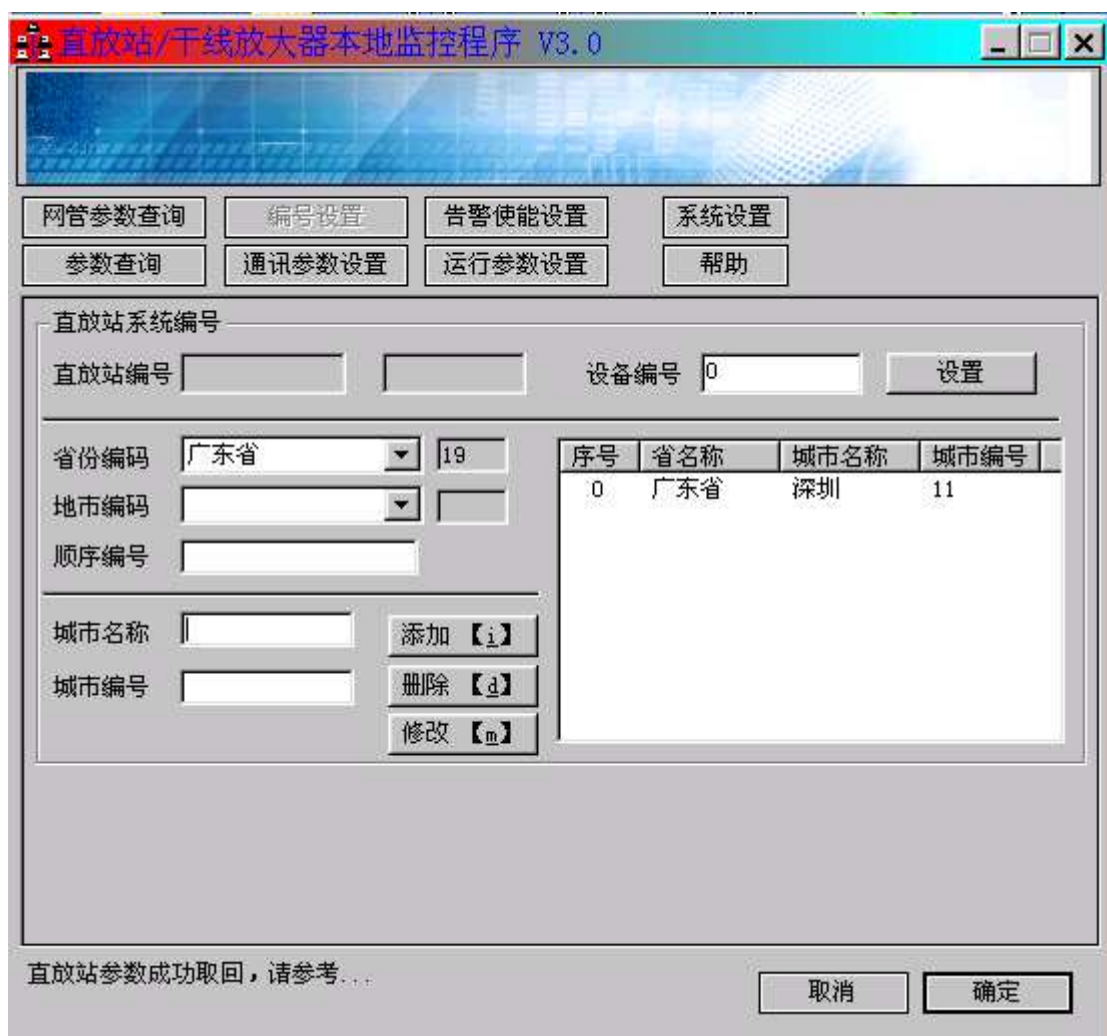 直放站/干线放大器本地监控程序 V3.0
网管参数查询 编号设置 告警使能设置 系统设置
参数查询 通讯参数设置 运行参数设置 帮助
直放站系统编号
直放站编号 设备编号 0 设置
省份编码 广东省 19
地市编码
顺序编号
序号 省名称 城市名称 城市编号
0 广东省 深圳 11
城市名称 添加 【i】
城市编号 删除 【d】
修改 【m】
直放站参数成功取回，请参考...
取消 确定